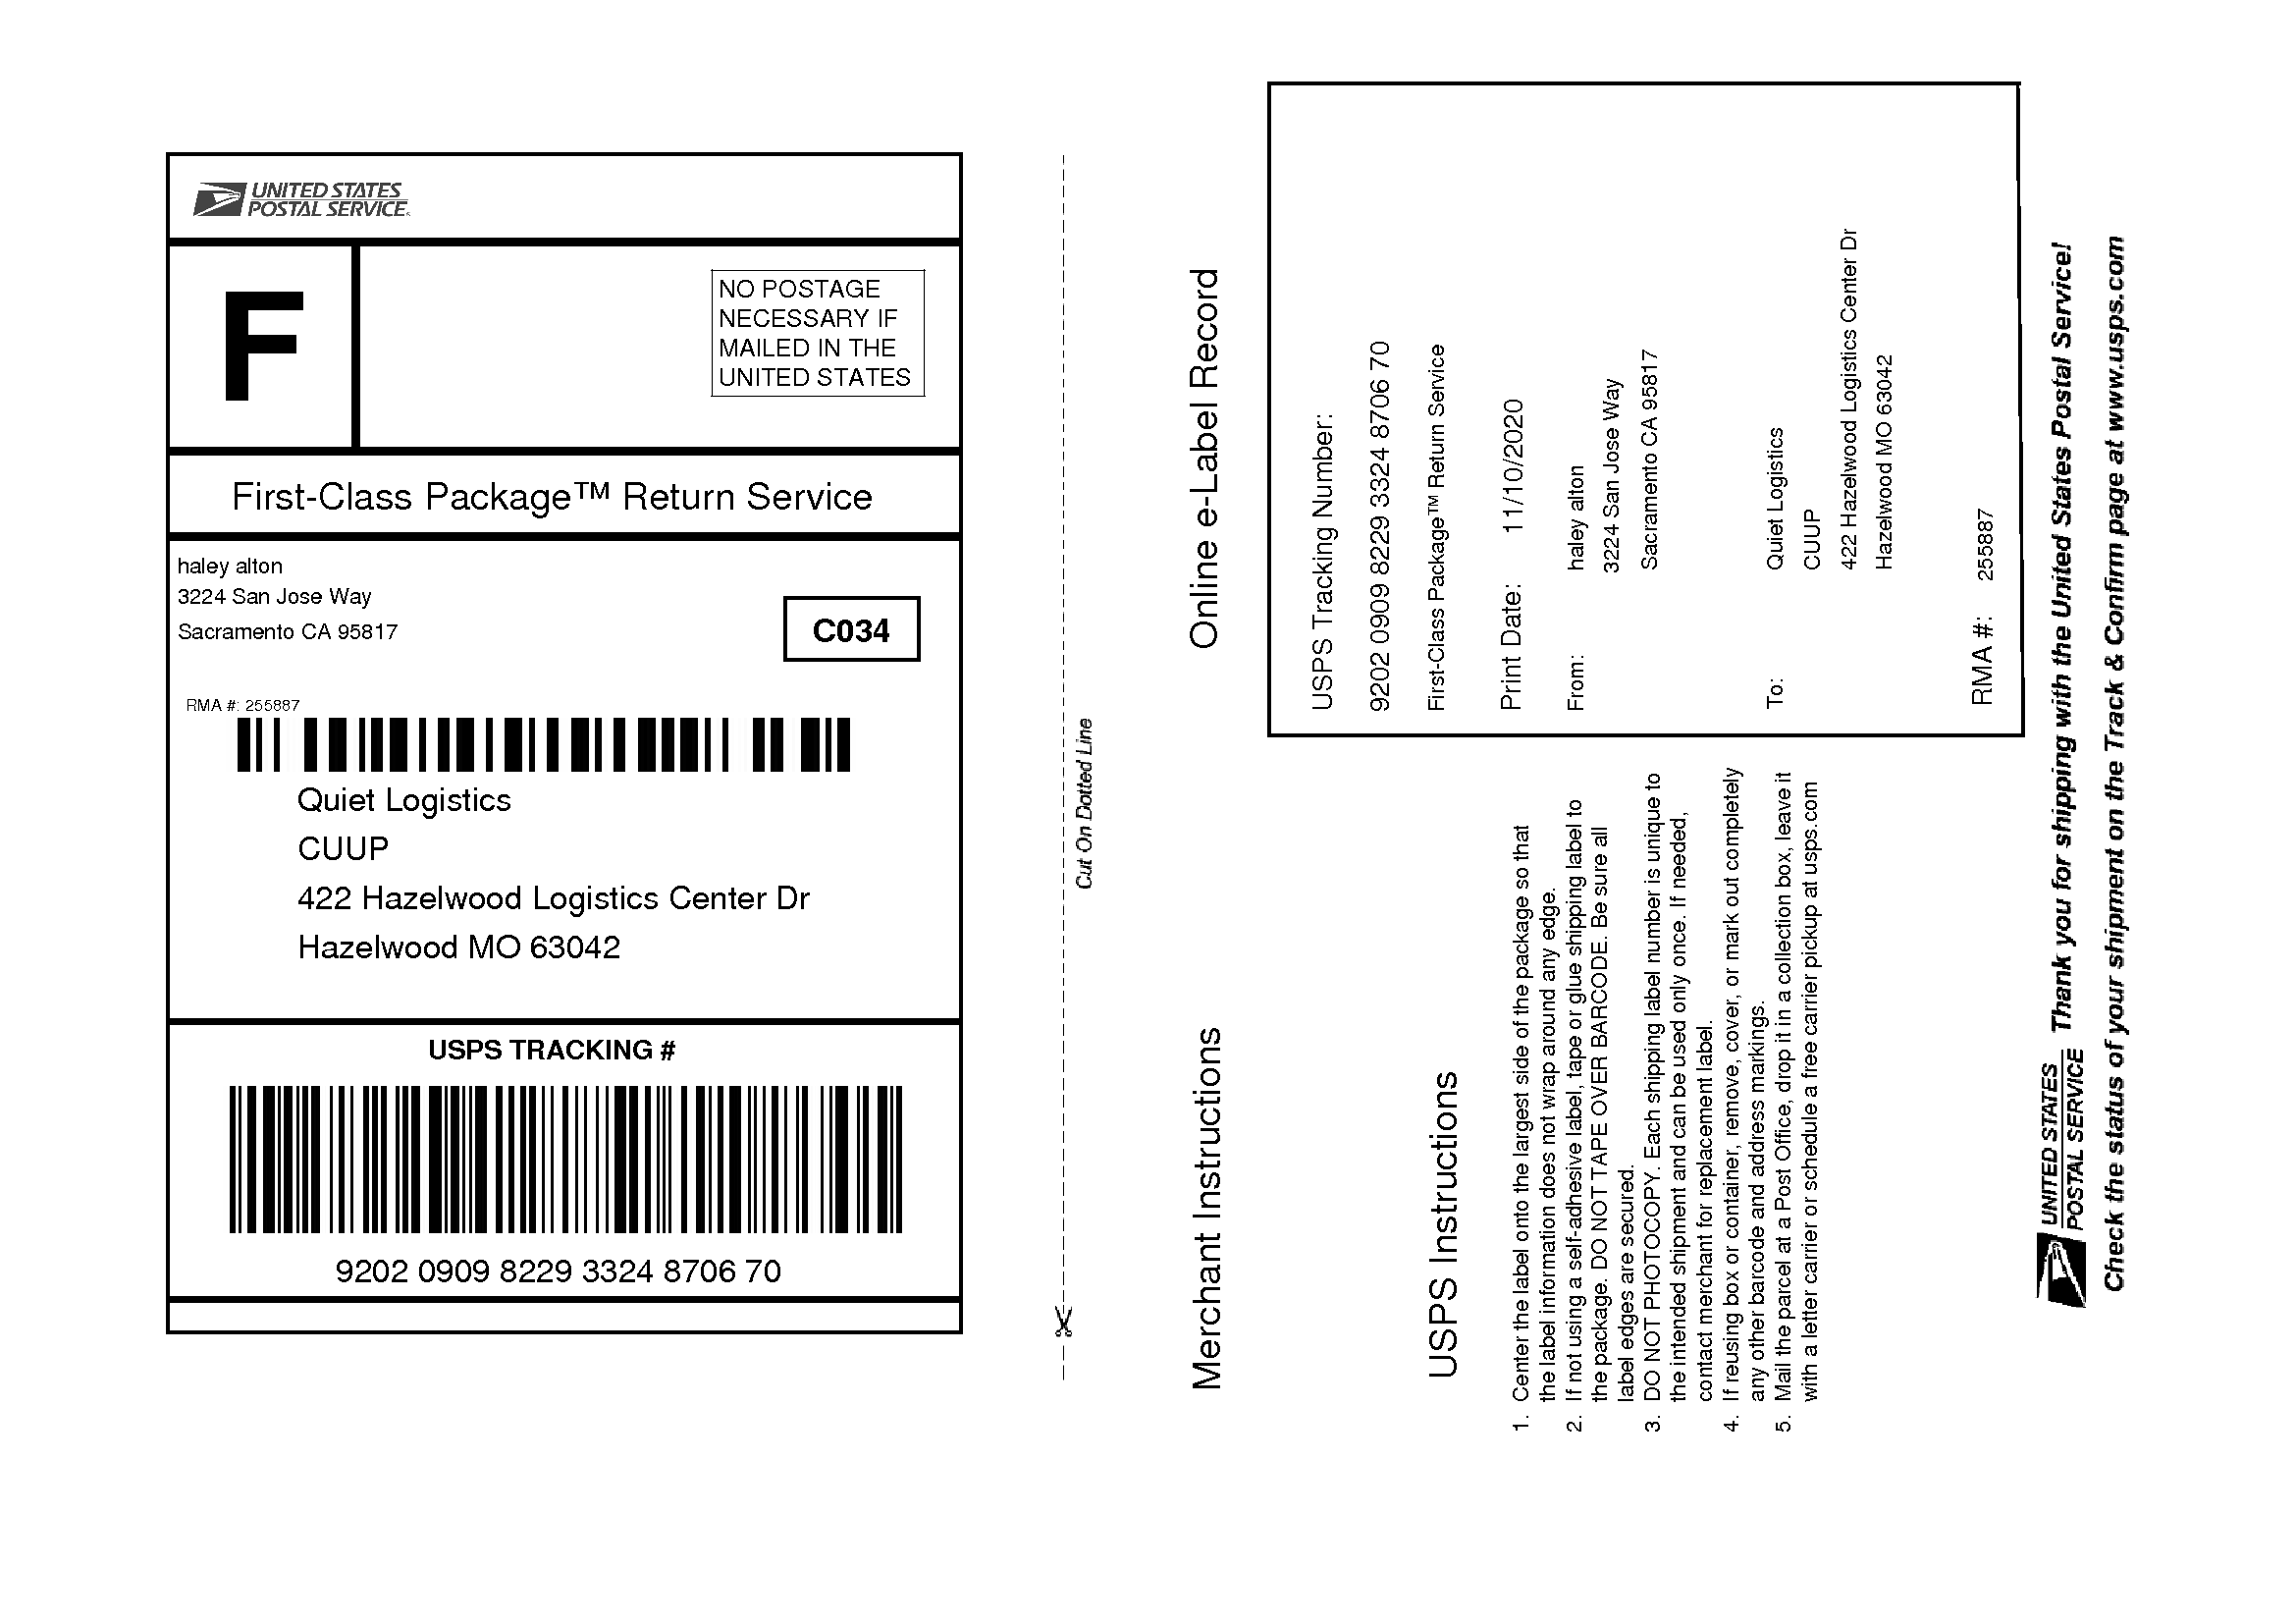 UNITED STATES
POSTAL SERVICE®
F
NO POSTAGE
NECESSARY IF
MAILED IN THE
UNITED STATES
First-Class Package™ Return Service
haley alton
3224 San Jose Way
Sacramento CA 95817
C034
RMA #: 255887
Quiet Logistics
CUUP
422 Hazelwood Logistics Center Dr
Hazelwood MO 63042
USPS TRACKING #
9202 0909 8229 3324 8706 70
Cut On Dotted Line
Merchant Instructions
USPS Instructions
1. Center the label onto the largest side of the package so that
the label information does not wrap around any edge.
2. If not using a self-adhesive label, tape or glue shipping label to
the package. DO NOT TAPE OVER BARCODE. Be sure all
label edges are secured.
3. DO NOT PHOTOCOPY. Each shipping label number is unique to
the intended shipment and can be used only once. If needed,
contact merchant for replacement label.
4. If reusing box or container, remove, cover, or mark out completely
any other barcode and address markings.
5. Mail the parcel at a Post Office, drop it in a collection box, leave it
with a letter carrier or schedule a free carrier pickup at usps.com
Online e-Label Record
USPS Tracking Number:
9202 0909 8229 3324 8706 70
First-Class Package™ Return Service
Print Date: 11/10/2020
From: haley alton
3224 San Jose Way
Sacramento CA 95817
To: Quiet Logistics
CUUP
422 Hazelwood Logistics Center Dr
Hazelwood MO 63042
RMA #: 255887
UNITED STATES
POSTAL SERVICE
Thank you for shipping with the United States Postal Service!
Check the status of your shipment on the Track & Confirm page at www.usps.com